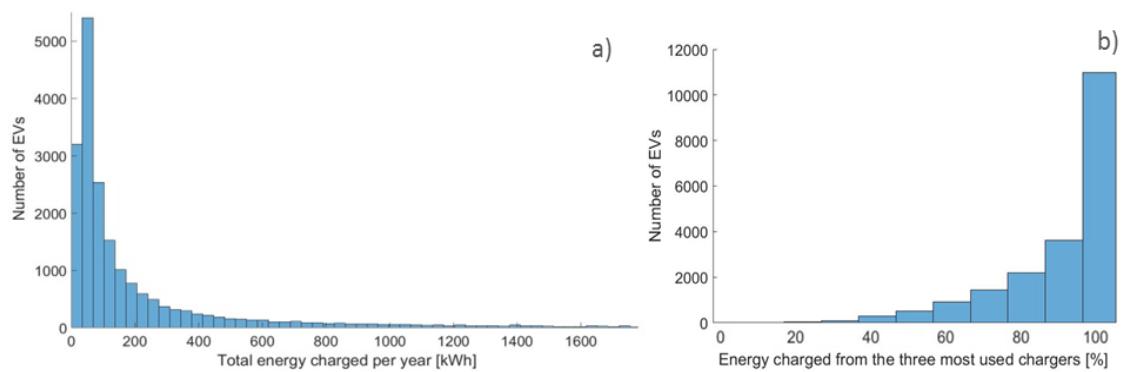 a)
Number of EVs
5000
4000
3000
2000
1000
0
0 200 400 600 800 1000 1200 1400 1600
Total energy charged per year [kWh]
b)
Number of EVs
12000
10000
8000
6000
4000
2000
0
0 20 40 60 80 100
Energy charged from the three most used chargers [%]